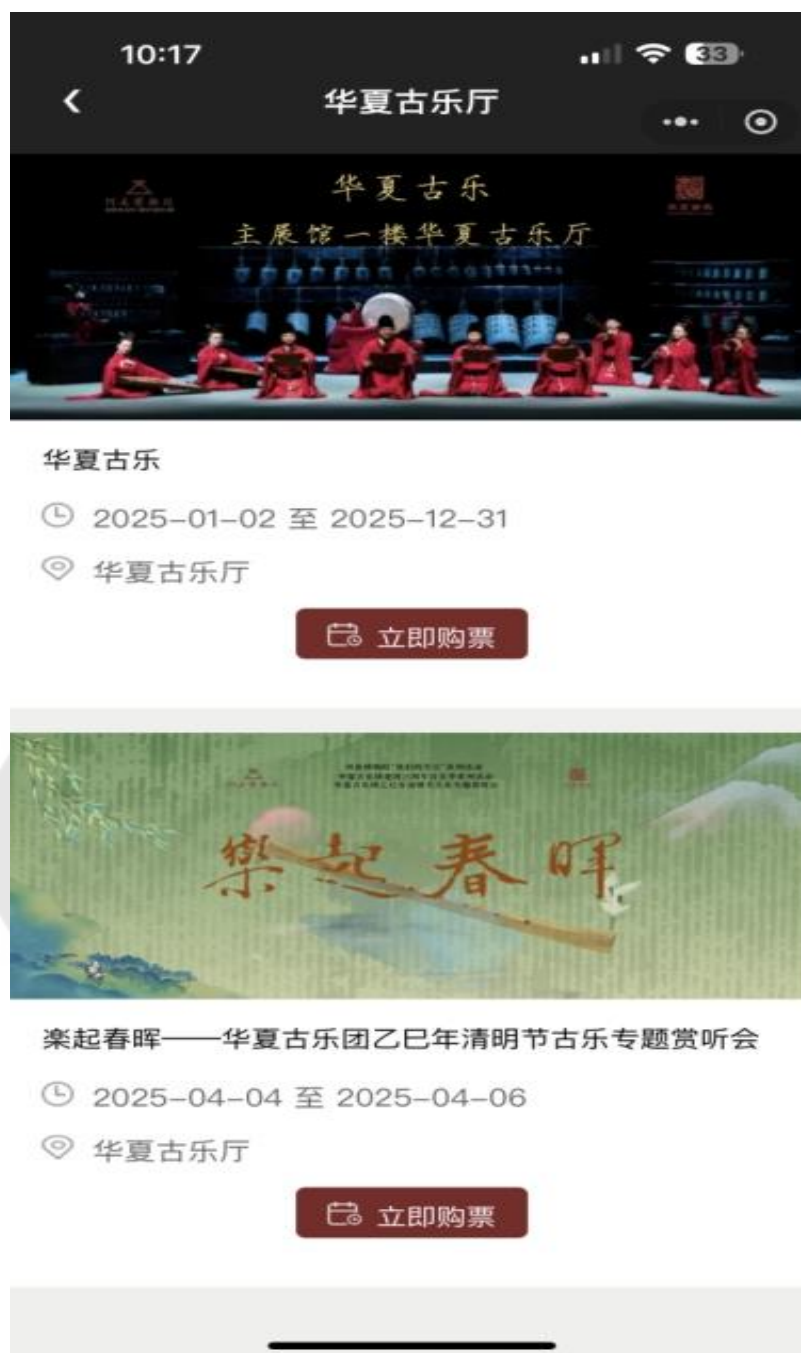 10:17
33
华夏古乐厅
华夏古乐
主展馆一楼华夏古乐厅
华夏古乐
2025-01-02 至 2025-12-31
华夏古乐厅
立即购票
樂起春晖
楽起春晖——华夏古乐团乙巳年清明节古乐专题赏听会
2025-04-04 至 2025-04-06
华夏古乐厅
立即购票